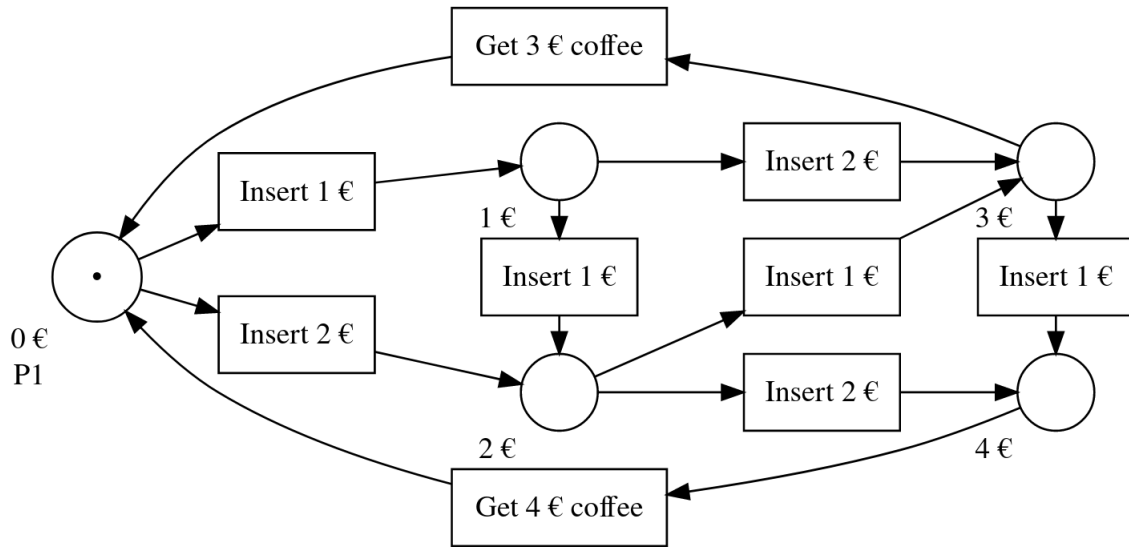 Get 3 € coffee
Insert 1 €
Insert 2 €
1 €
3 €
Insert 1 €
Insert 1 €
Insert 1 €
0 €
P1
Insert 2 €
Insert 2 €
2 €
4 €
Get 4 € coffee